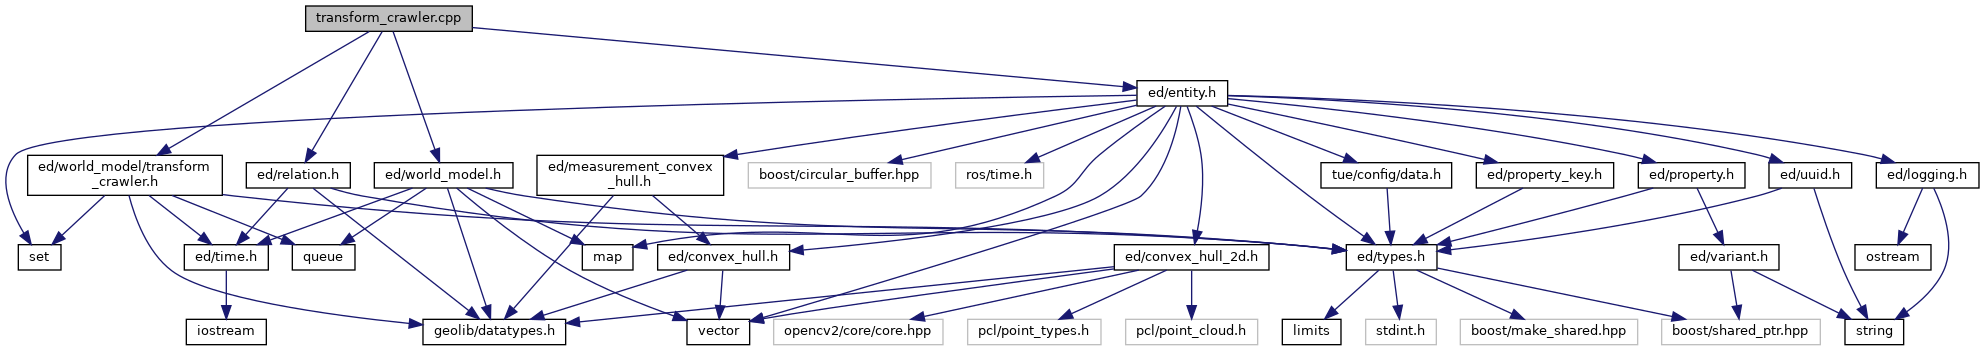 transform_crawler.cpp
ed/entity.h
ed/world_model/transform
_crawler.h
ed/relation.h
ed/world_model.h
ed/measurement_convex
_hull.h
boost/circular_buffer.hpp
ros/time.h
tue/config/data.h
ed/property_key.h
ed/property.h
ed/uuid.h
ed/logging.h
set
ed/time.h
queue
map
ed/convex_hull.h
ed/convex_hull_2d.h
ed/types.h
ed/variant.h
ostream
iostream
geolib/datatypes.h
vector
opencv2/core/core.hpp
pcl/point_types.h
pcl/point_cloud.h
limits
stdint.h
boost/make_shared.hpp
boost/shared_ptr.hpp
string